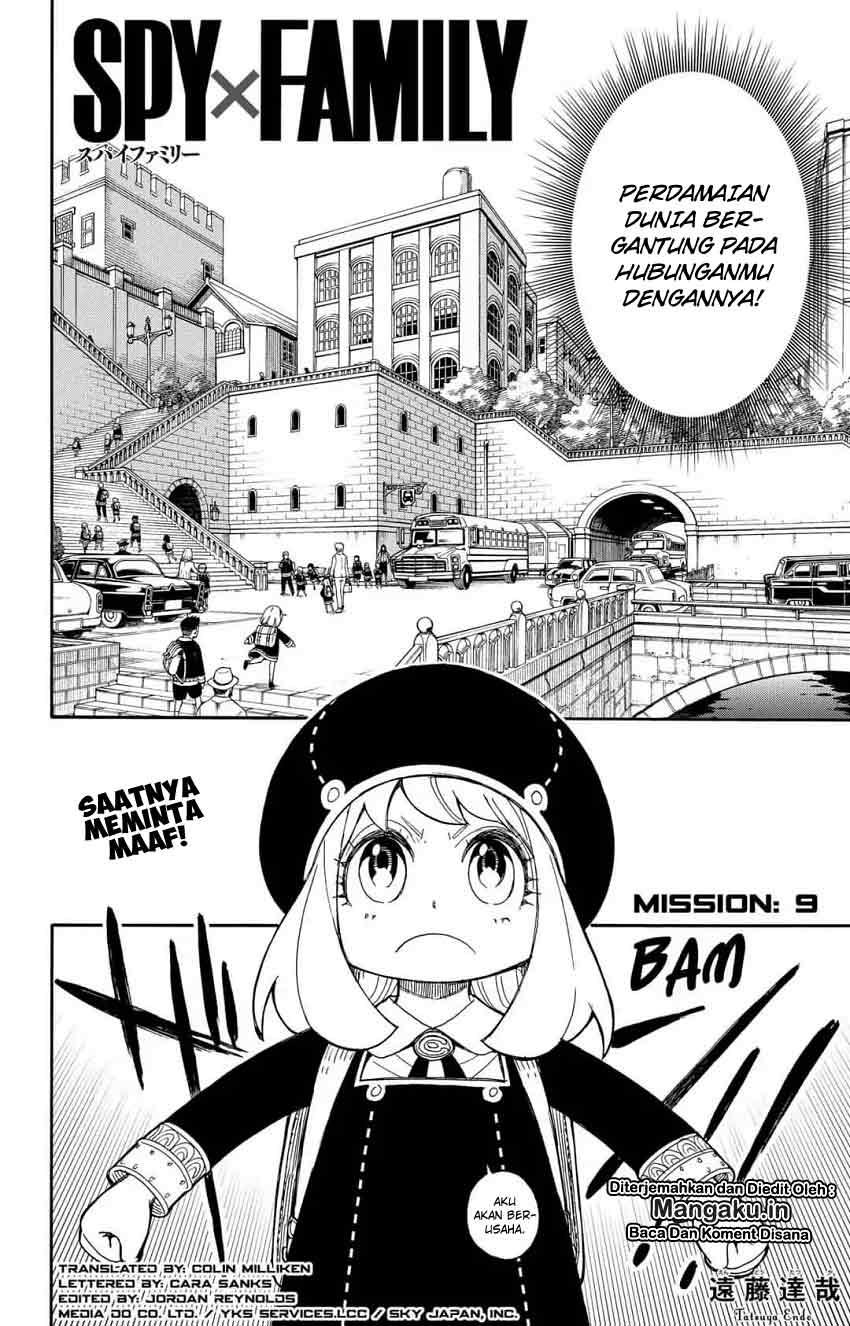 SPY×FAMILY
スパイファミリー
PERDAMAIAN
DUNIA BER-
GANTUNG PADA
HUBUNGANMU
DENGANNYA!
SAATNYA
MEMINTA
MAAF!
MISSION: 9
BAM
AKU
AKAN BER-
USAHA.
Diterjemahkan dan Diedit Oleh:
Mangaku.in
Baca Dan Koment Disana
TRANSLATED BY: COLIN MILLIKEN
LETTERED BY: CARA SANKS
EDITED BY: JORDAN REYNOLDS
MEDIA DO CO. LTD. / YKS SERVICES.LCC / SKY JAPAN, INC.
遠藤達哉
Tatsuya Endo